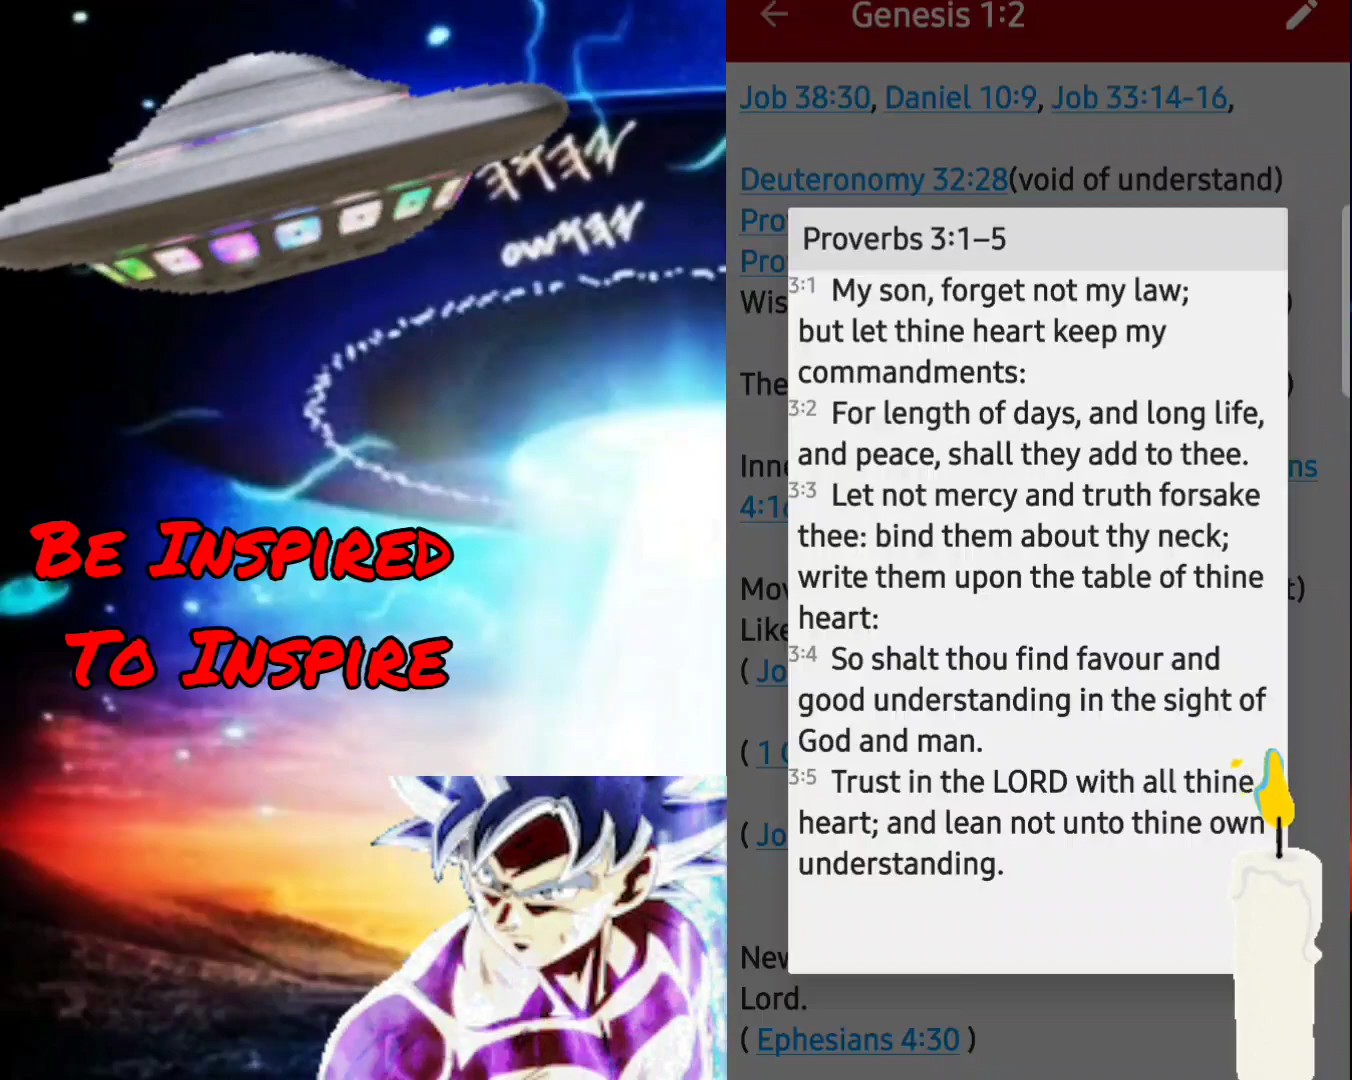 𐤉𐤄𐤅𐤄
𐤉𐤄𐤅𐤔𐤏
Be Inspired
To Inspire
Genesis 1:2
Job 38:30, Daniel 10:9, Job 33:14-16,
Deuteronomy 32:28(void of understand)
Proverbs 3:1–5
3:1 My son, forget not my law;
but let thine heart keep my
commandments:
3:2 For length of days, and long life,
and peace, shall they add to thee.
3:3 Let not mercy and truth forsake
thee: bind them about thy neck;
write them upon the table of thine
heart:
3:4 So shalt thou find favour and
good understanding in the sight of
God and man.
3:5 Trust in the LORD with all thine
heart; and lean not unto thine own
understanding.
Lord.
( Ephesians 4:30 )